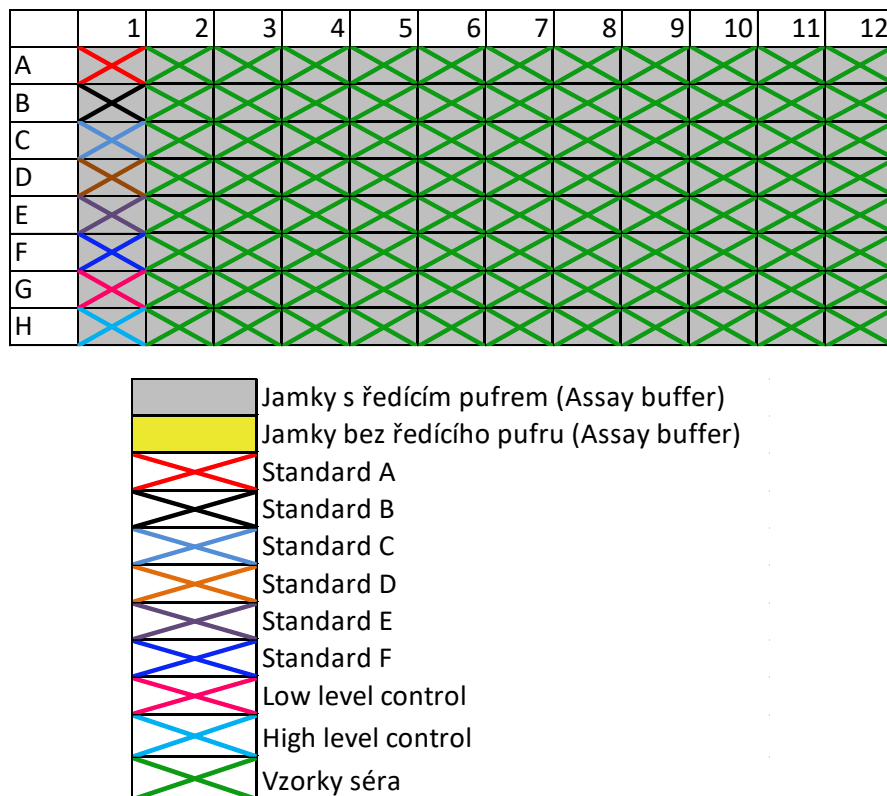 1 2 3 4 5 6 7 8 9 10 11 12
A
B
C
D
E
F
G
H
Jamky s ředícím pufrem (Assay buffer)
Jamky bez ředícího pufru (Assay buffer)
Standard A
Standard B
Standard C
Standard D
Standard E
Standard F
Low level control
High level control
Vzorky séra